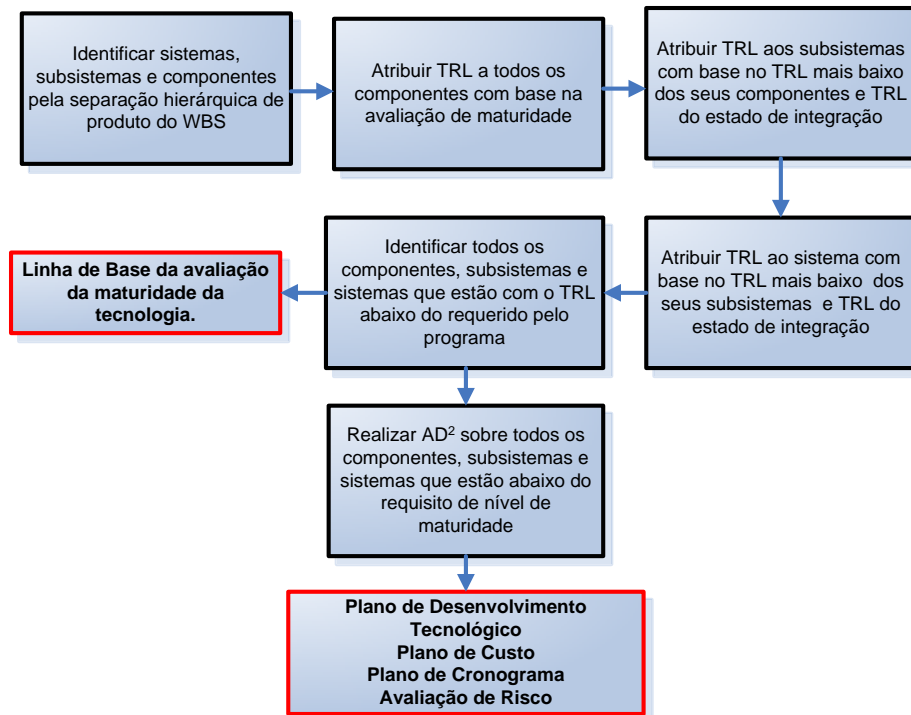 Identificar sistemas,
subsistemas e componentes
pela separação hierárquica de
produto do WBS
Atribuir TRL a todos os
componentes com base na
avaliação de maturidade
Atribuir TRL aos subsistemas
com base no TRL mais baixo
dos seus componentes e TRL
do estado de integração
Atribuir TRL ao sistema com
base no TRL mais baixo dos
seus subsistemas e TRL do
estado de integração
Identificar todos os
componentes, subsistemas e
sistemas que estão com o TRL
abaixo do requerido pelo
programa
Linha de Base da avaliação
da maturidade da
tecnologia.
Realizar AD² sobre todos os
componentes, subsistemas e
sistemas que estão abaixo do
requisito de nível de
maturidade
Plano de Desenvolvimento
Tecnológico
Plano de Custo
Plano de Cronograma
Avaliação de Risco